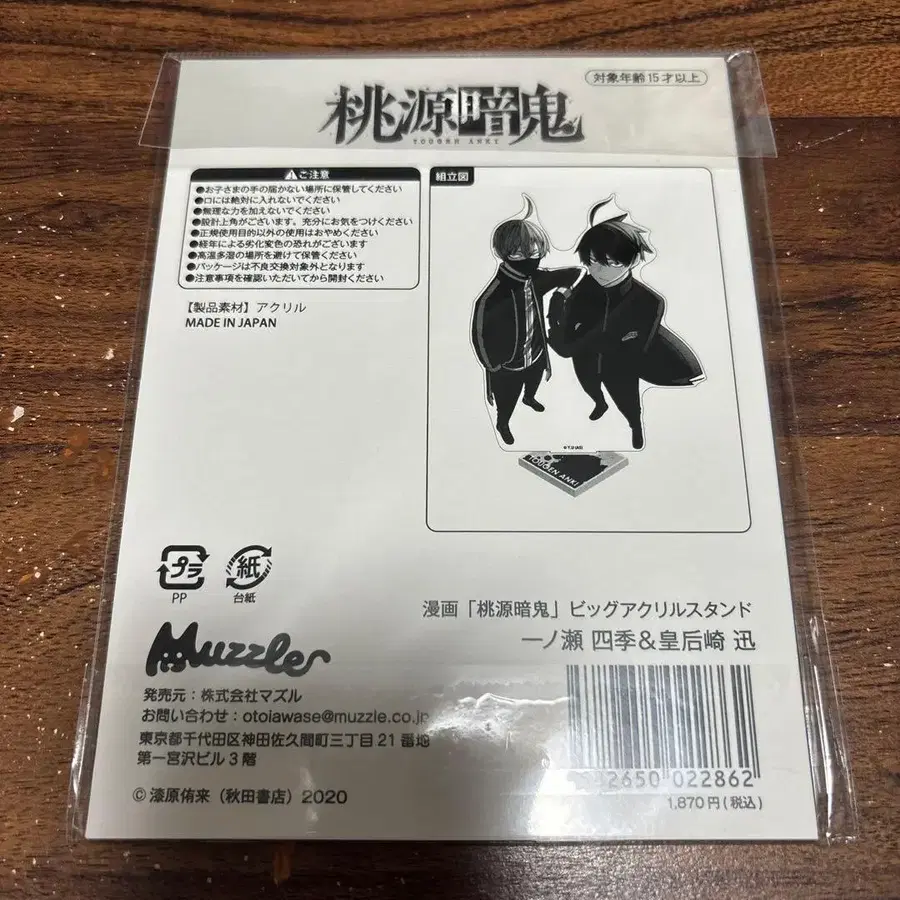 対象年齢15才以上
桃源暗鬼
TOUGEN ANKI
ご注意
●お子さまの手の届かない場所に保管してください
●口には絶対に入れないでください
●無理な力を加えないでください
●設計上角がございます。充分にお気をつけください
●正規使用目的以外の使用はおやめください
●経年による劣化変色の恐れがございます
●高温多湿の場所を避けて保管ください
●パッケージは不良交換対象外となります
●注意事項を確認いただいてから開封ください
【製品素材】アクリル
MADE IN JAPAN
組立図
TOUGEN ANKI
プラ
PP
紙
台紙
漫画「桃源暗鬼」ビッグアクリルスタンド
一ノ瀬 四季&皇后崎 迅
Muzzle
発売元：株式会社マズル
お問い合わせ：otoiawase@muzzle.co.jp
東京都千代田区神田佐久間町三丁目21番地
第一宮沢ビル3階
©漆原侑来（秋田書店）2020
2650 022862
1,870円(税込)